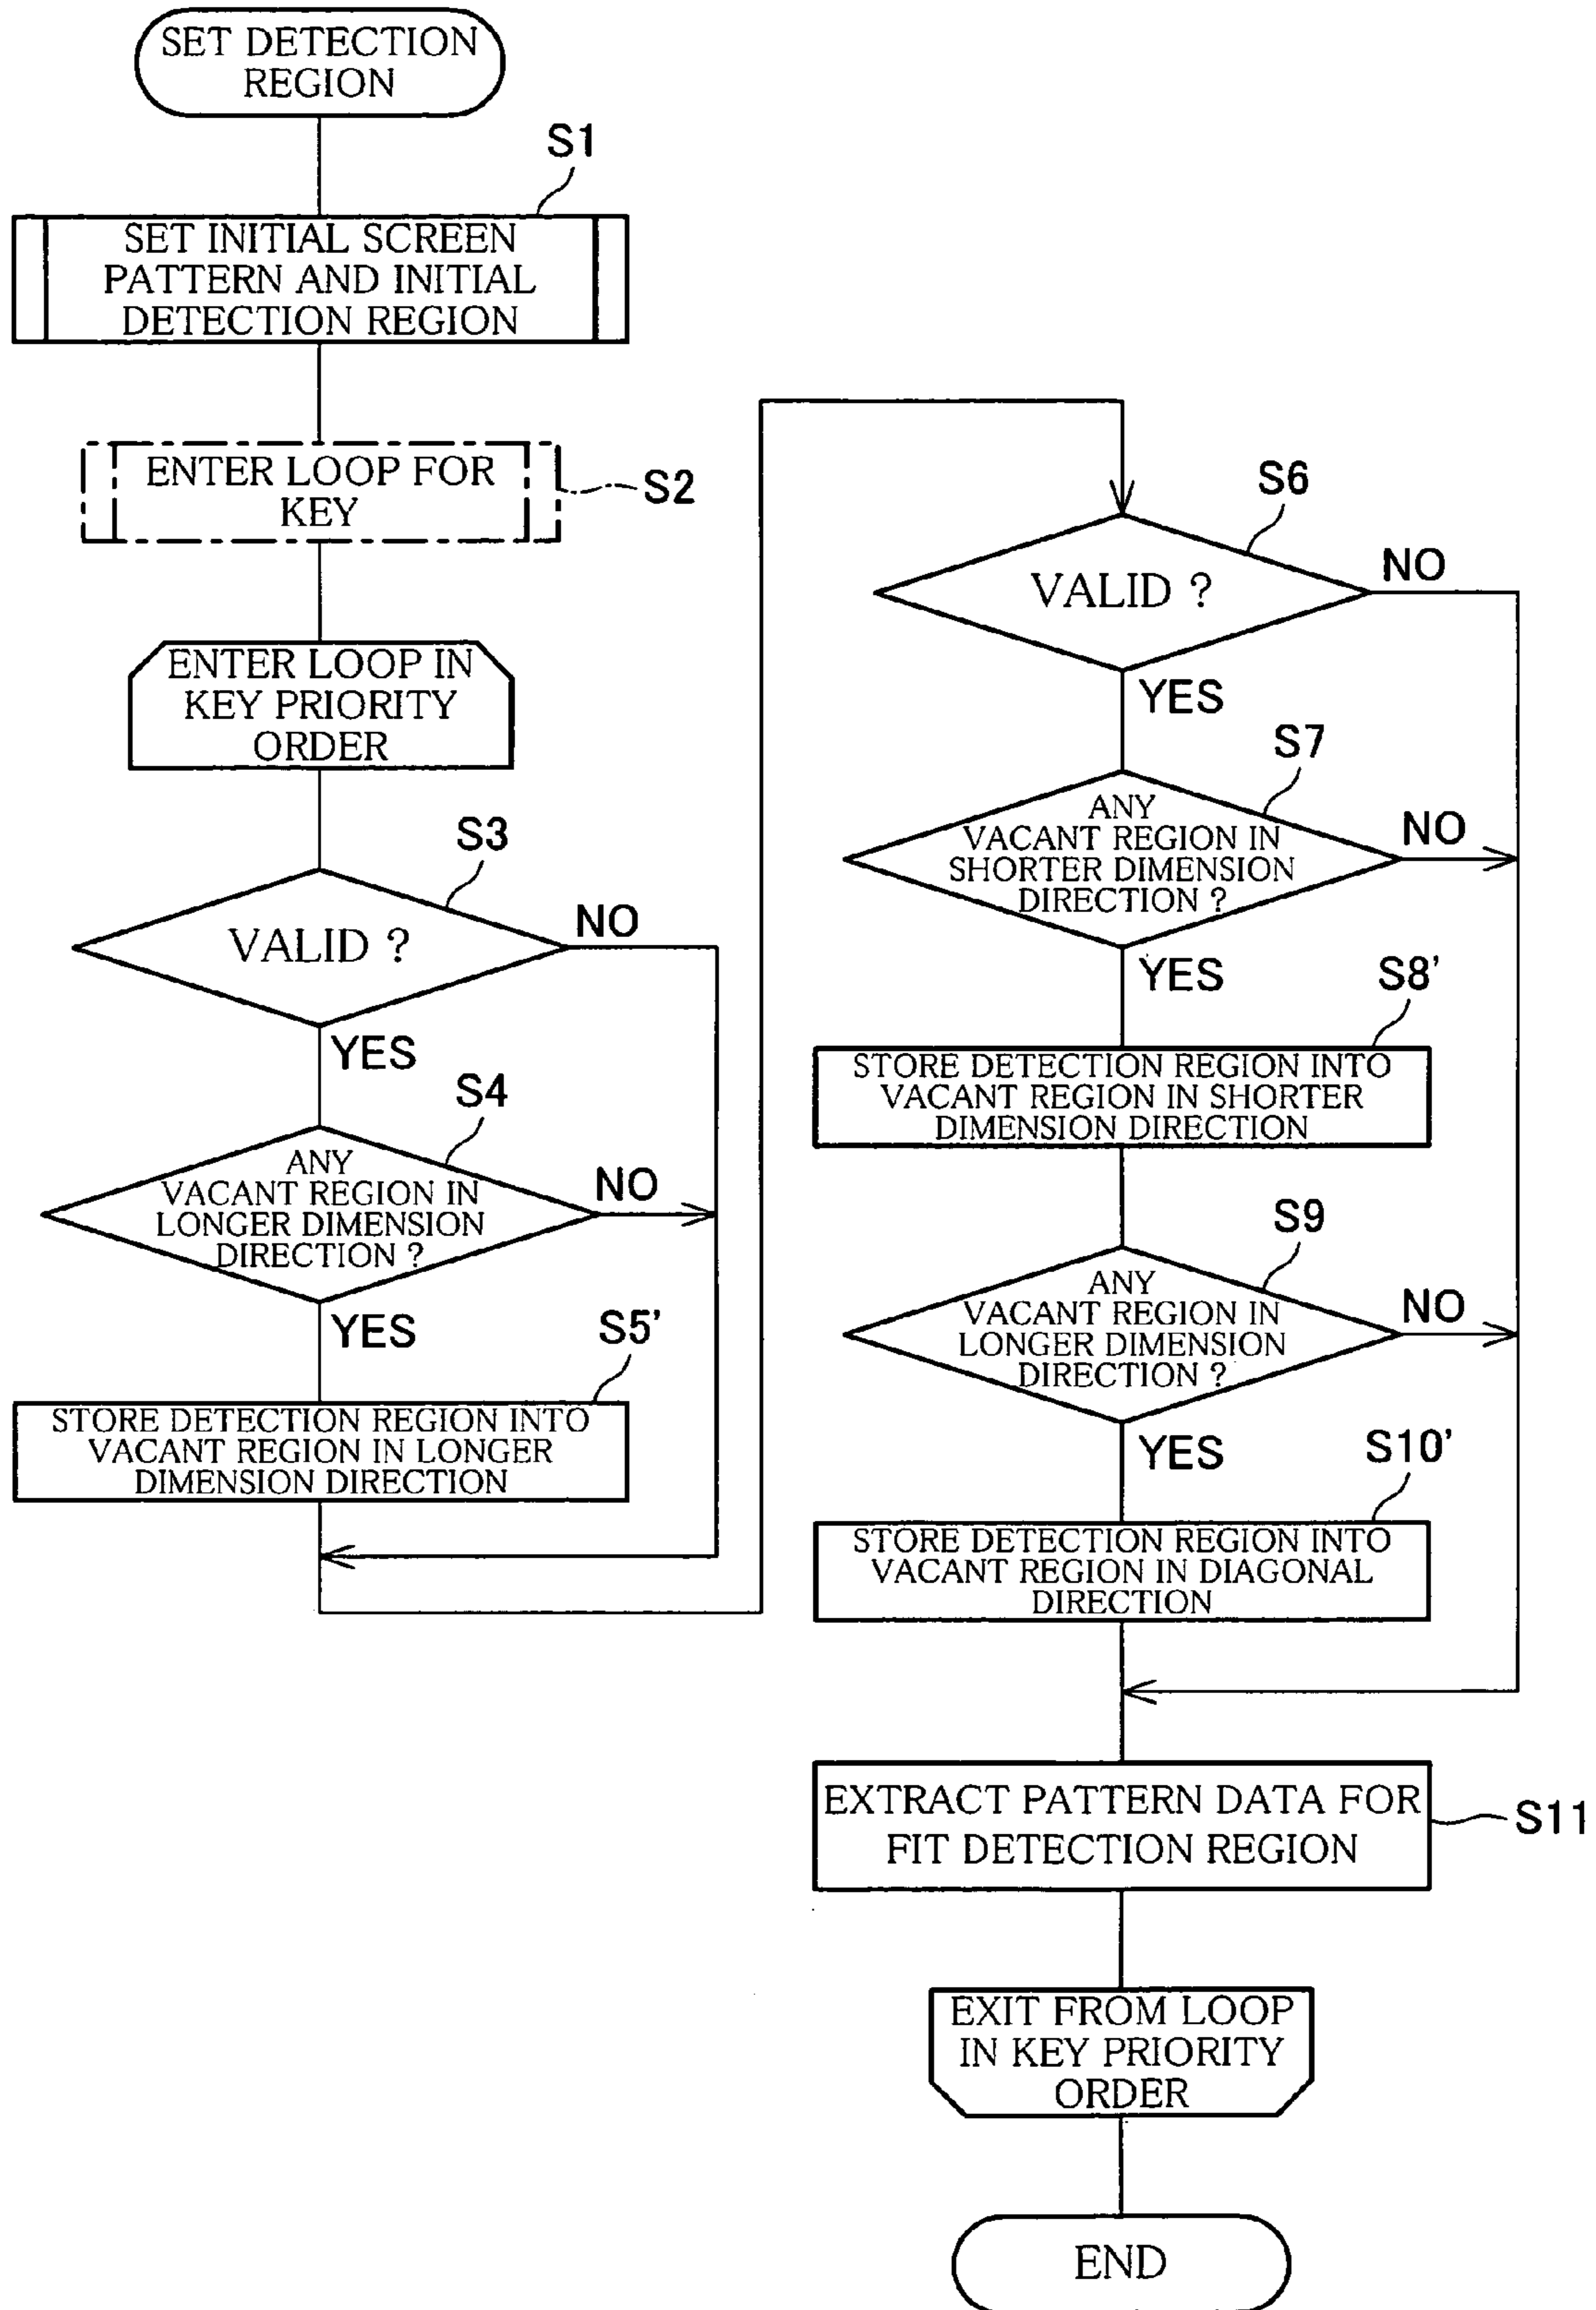 SET DETECTION
REGION
S1
SET INITIAL SCREEN
PATTERN AND INITIAL
DETECTION REGION
ENTER LOOP FOR
KEY
S2
ENTER LOOP IN
KEY PRIORITY
ORDER
S3
VALID ?
NO
YES
S4
ANY
VACANT REGION IN
LONGER DIMENSION
DIRECTION ?
NO
YES
S5'
STORE DETECTION REGION INTO
VACANT REGION IN LONGER
DIMENSION DIRECTION
S6
VALID ?
NO
YES
S7
ANY
VACANT REGION IN
SHORTER DIMENSION
DIRECTION ?
NO
YES
S8'
STORE DETECTION REGION INTO
VACANT REGION IN SHORTER
DIMENSION DIRECTION
S9
ANY
VACANT REGION IN
LONGER DIMENSION
DIRECTION ?
NO
YES
S10'
STORE DETECTION REGION INTO
VACANT REGION IN DIAGONAL
DIRECTION
EXTRACT PATTERN DATA FOR
FIT DETECTION REGION
S11
EXIT FROM LOOP
IN KEY PRIORITY
ORDER
END